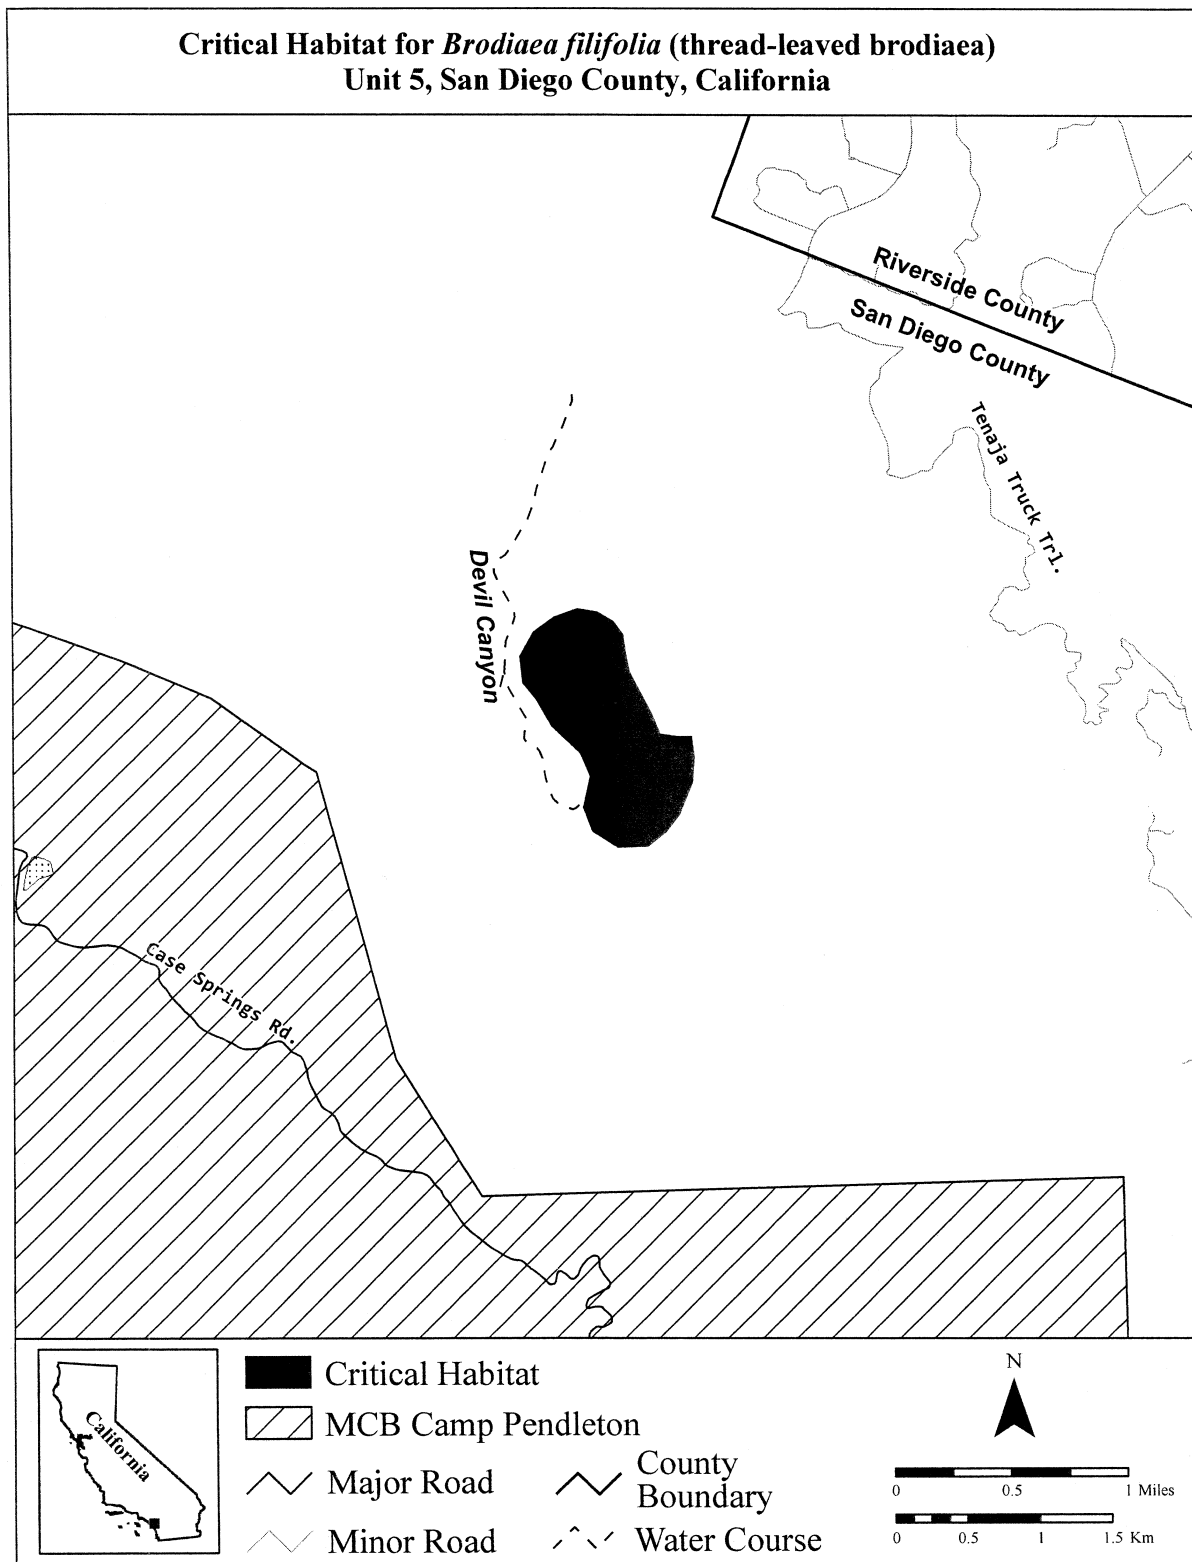 Critical Habitat for Brodiaea filifolia (thread-leaved brodiaea)
Unit 5, San Diego County, California
Riverside County
San Diego County
Tenaja Truck Trl.
Devil Canyon
Case Springs Rd.
California
Critical Habitat
MCB Camp Pendleton
Major Road
Minor Road
County
Boundary
Water Course
N
0 0.5 1 Miles
0 0.5 1 1.5 Km